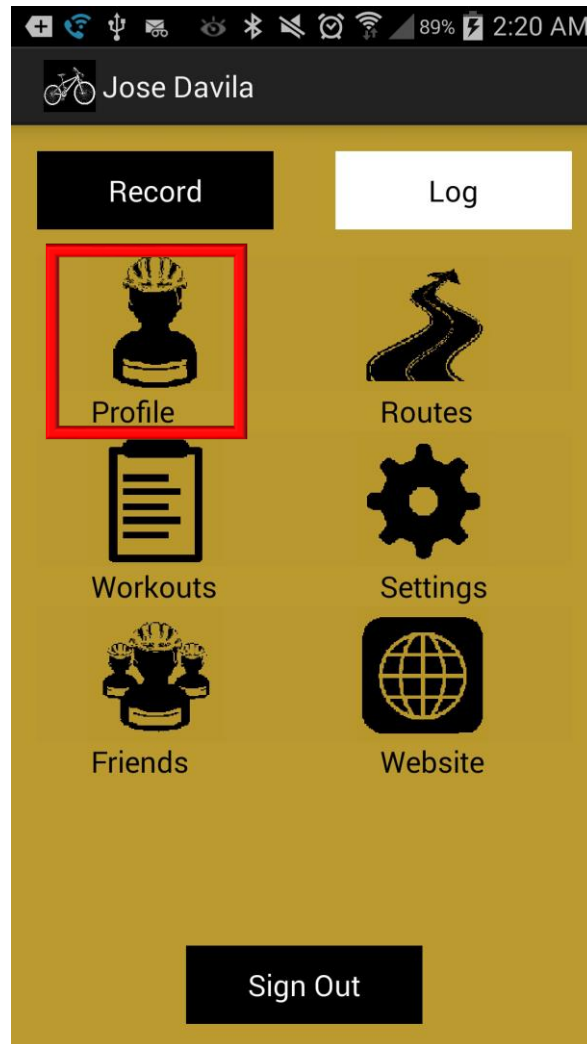 89% 2:20 AM
Jose Davila
Record Log
Profile Routes
Workouts Settings
Friends Website
Sign Out